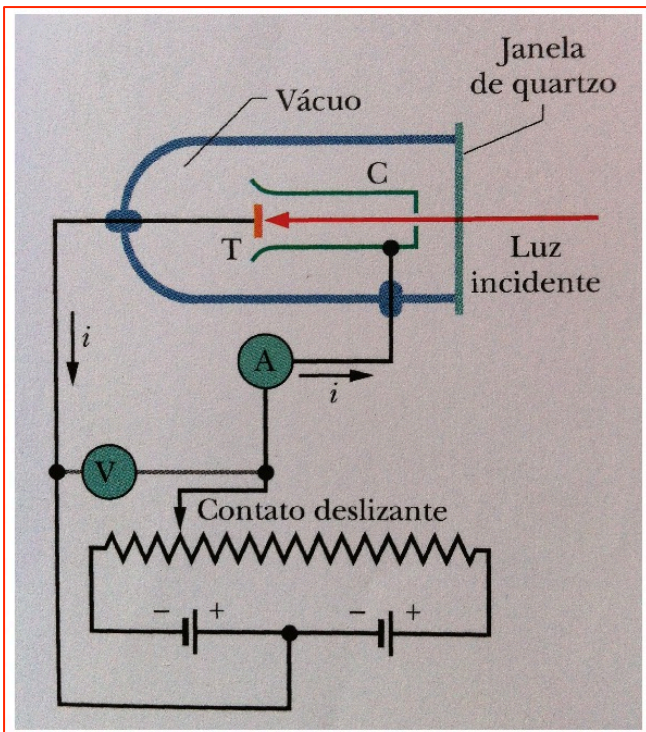 Janela
de quartzo
Vácuo
C
T
Luz
incidente
i
A
i
V
Contato deslizante
− +
− +